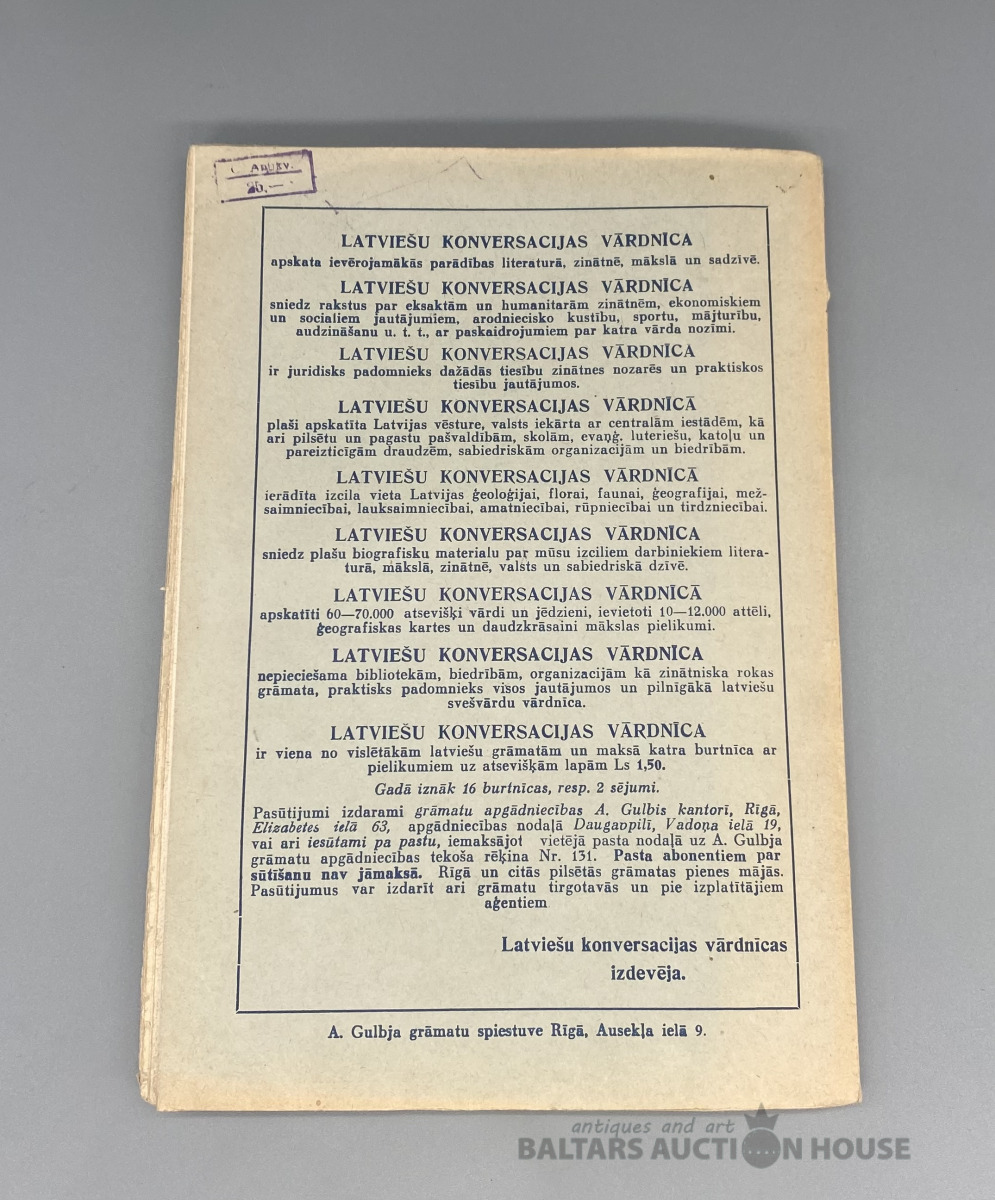 25.—
LATVIEŠU KONVERSACIJAS VĀRDNĪCA
apskata ievērojamākās parādības literaturā, zinātnē, mākslā un sadzīvē.
LATVIEŠU KONVERSACIJAS VĀRDNĪCA
sniedz rakstus par eksaktām un humanitarām zinātnēm, ekonomiskiem
un socialiem jautājumiem, arodniecisko kustību, sportu, mājturību,
audzināšanu u. t. t., ar paskaidrojumiem par katra vārda nozīmi.
LATVIEŠU KONVERSACIJAS VĀRDNĪCA
ir juridisks padomnieks dažādās tiesību zinātnes nozarēs un praktiskos
tiesību jautājumos.
LATVIEŠU KONVERSACIJAS VĀRDNĪCĀ
plaši apskatīta Latvijas vēsture, valsts iekārta ar centralām iestādēm, kā
ari pilsētu un pagastu pašvaldībām, skolām, evaņģ. luteriešu, katoļu un
pareizticīgām draudzēm, sabiedriskām organizacijām un biedrībām.
LATVIEŠU KONVERSACIJAS VĀRDNĪCĀ
ierādīta izcila vieta Latvijas ģeoloģijai, florai, faunai, ģeografijai, mež-
saimniecībai, lauksaimniecībai, amatniecībai, rūpniecībai un tirdzniecībai.
LATVIEŠU KONVERSACIJAS VĀRDNĪCA
sniedz plašu biografisku materialu par mūsu izciliem darbiniekiem litera-
turā, mākslā, zinātnē, valsts un sabiedriskā dzīvē.
LATVIEŠU KONVERSACIJAS VĀRDNĪCĀ
apskatīti 60—70.000 atsevišķi vārdi un jēdzieni, ievietoti 10—12.000 attēli,
ģeografiskas kartes un daudzkrāsaini mākslas pielikumi.
LATVIEŠU KONVERSACIJAS VĀRDNĪCA
nepieciešama bibliotekām, biedrībām, organizacijām kā zinātniska rokas
grāmata, praktisks padomnieks visos jautājumos un pilnīgākā latviešu
svešvārdu vārdnīca.
LATVIEŠU KONVERSACIJAS VĀRDNĪCA
ir viena no vislētākām latviešu grāmatām un maksā katra burtnīca ar
pielikumiem uz atsevišķām lapām Ls 1,50.
Gadā iznāk 16 burtnīcas, resp. 2 sējumi.
Pasūtijumi izdarami grāmatu apgādniecības A. Gulbis kantorī, Rīgā,
Elizabetes ielā 63, apgādniecības nodaļā Daugavpilī, Vadoņa ielā 19,
vai ari iesūtami pa pastu, iemaksājot vietējā pasta nodaļā uz A. Gulbja
grāmatu apgādniecības tekoša rēķina Nr. 131. Pasta abonentiem par
sūtīšanu nav jāmaksā. Rīgā un citās pilsētās grāmatas pienes mājās.
Pasūtijumus var izdarīt ari grāmatu tirgotavās un pie izplatītājiem
aģentiem
Latviešu konversacijas vārdnīcas
izdevēja.
A. Gulbja grāmatu spiestuve Rīgā, Ausekļa ielā 9.
antiques and art
BALTARS AUCTION HOUSE